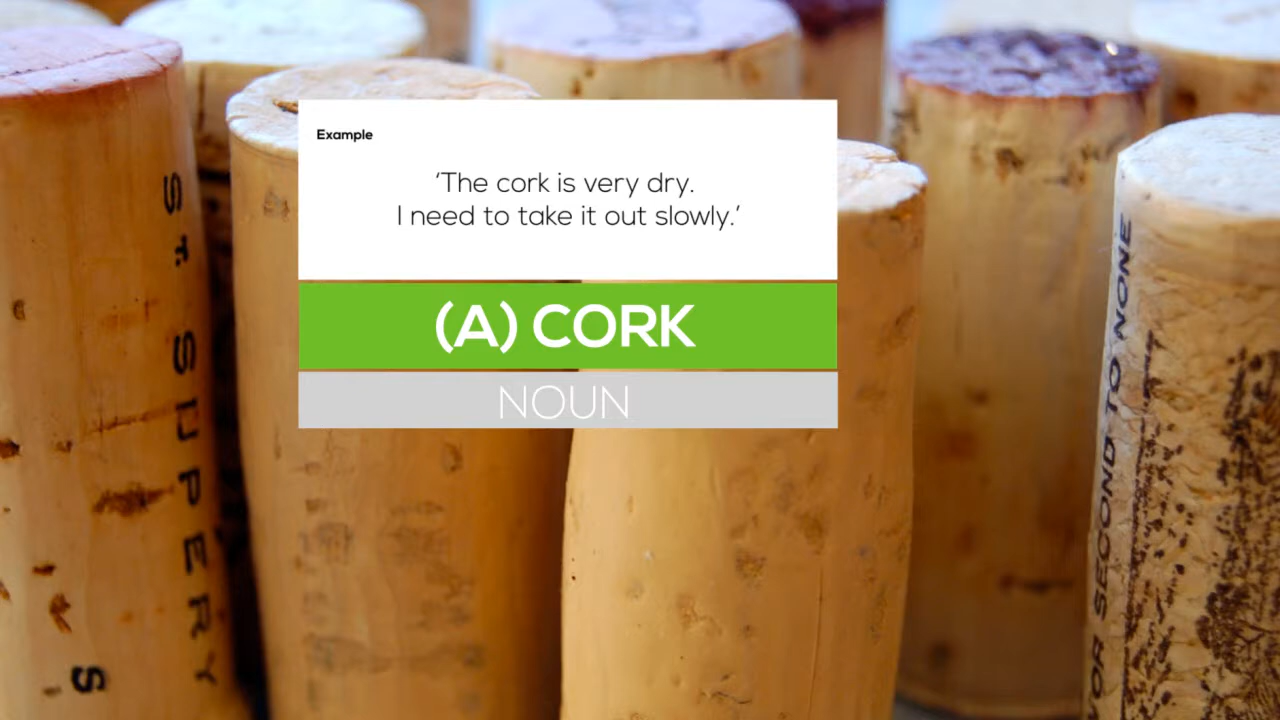 Example
‘The cork is very dry.
I need to take it out slowly.’
(A) CORK
NOUN
ST. SUPERY
S
OR SECOND TO NONE